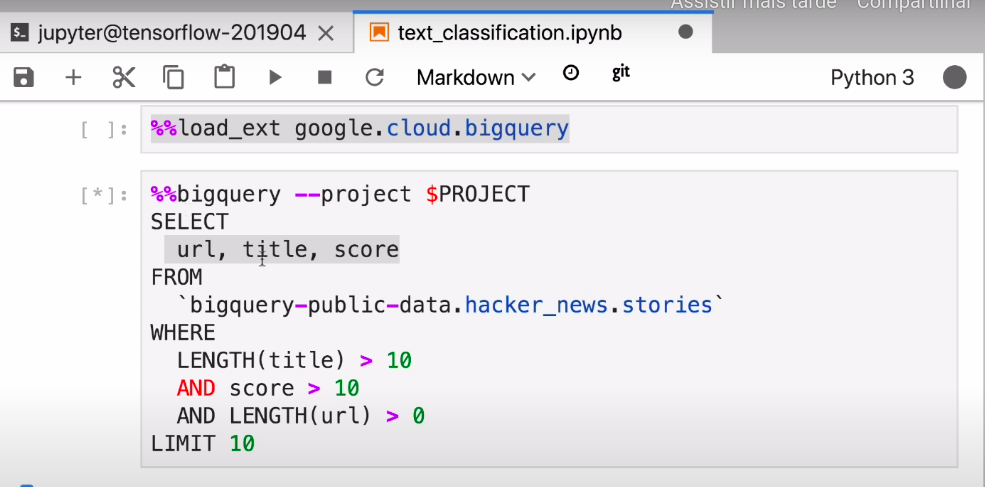 Assistir mais tarde Compartilhar
jupyter@tensorflow-201904
text_classification.ipynb
Markdown git Python 3
[ ]: %%load_ext google.cloud.bigquery
[*]: %%bigquery --project $PROJECT
SELECT
url, title, score
FROM
`bigquery-public-data.hacker_news.stories`
WHERE
LENGTH(title) > 10
AND score > 10
AND LENGTH(url) > 0
LIMIT 10